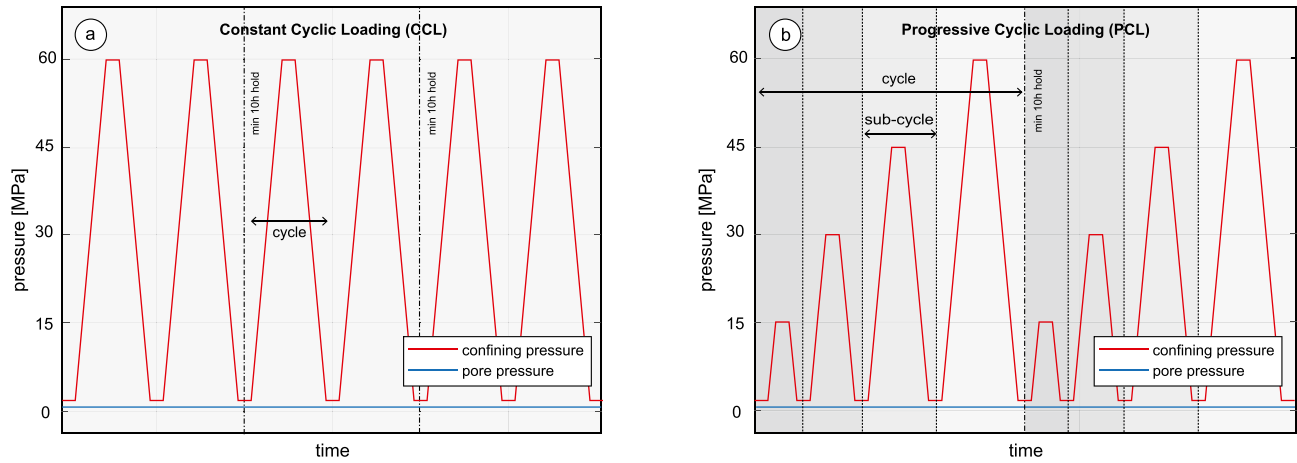 a
Constant Cyclic Loading (CCL)
60
45
30
15
0
pressure [MPa]
min 10h hold
min 10h hold
cycle
confining pressure
pore pressure
time
b
Progressive Cyclic Loading (PCL)
60
45
30
15
0
pressure [MPa]
cycle
sub-cycle
min 10h hold
confining pressure
pore pressure
time